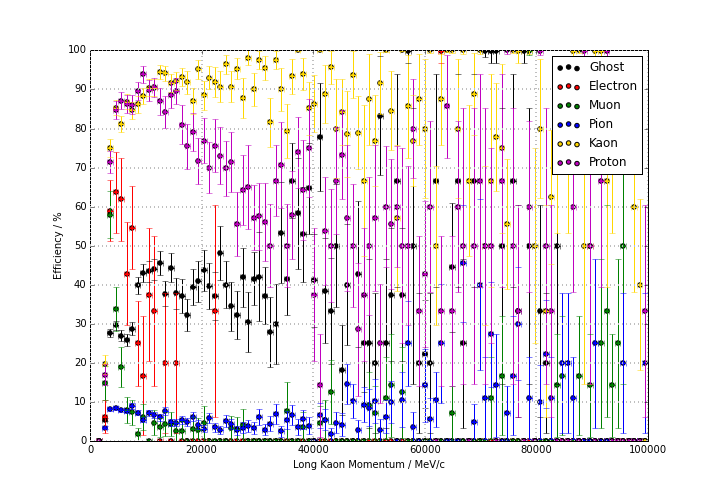 100
90
80
70
60
50
40
30
20
10
0
Efficiency / %
0
20000
40000
60000
80000
100000
Long Kaon Momentum / MeV/c
Ghost
Electron
Muon
Pion
Kaon
Proton